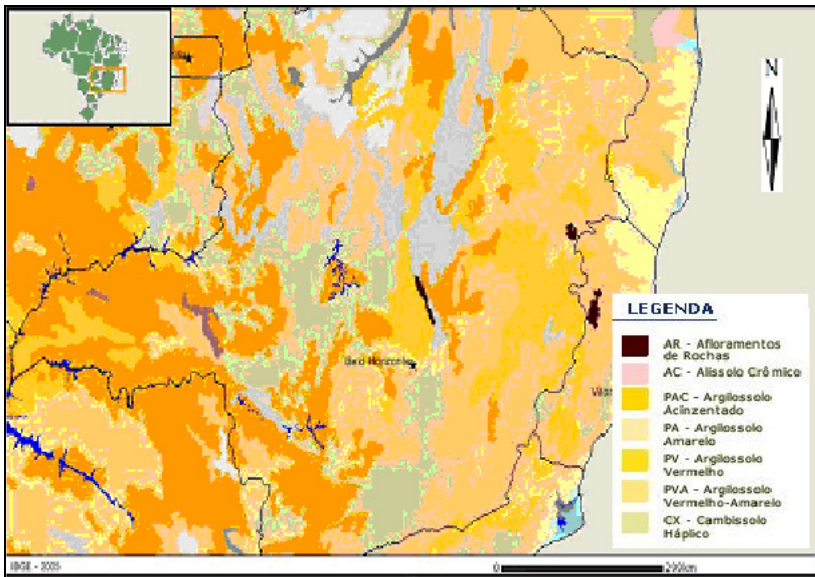 N
LEGENDA
AR - Afloramentos
de Rochas
AC - Alissolo Crômico
PAC - Argilossolo
Acinzentado
PA - Argilossolo
Amarelo
PV - Argilossolo
Vermelho
PVA - Argilossolo
Vermelho-Amarelo
CX - Cambissolo
Háplico
Belo Horizonte
IBGE - 2005
0